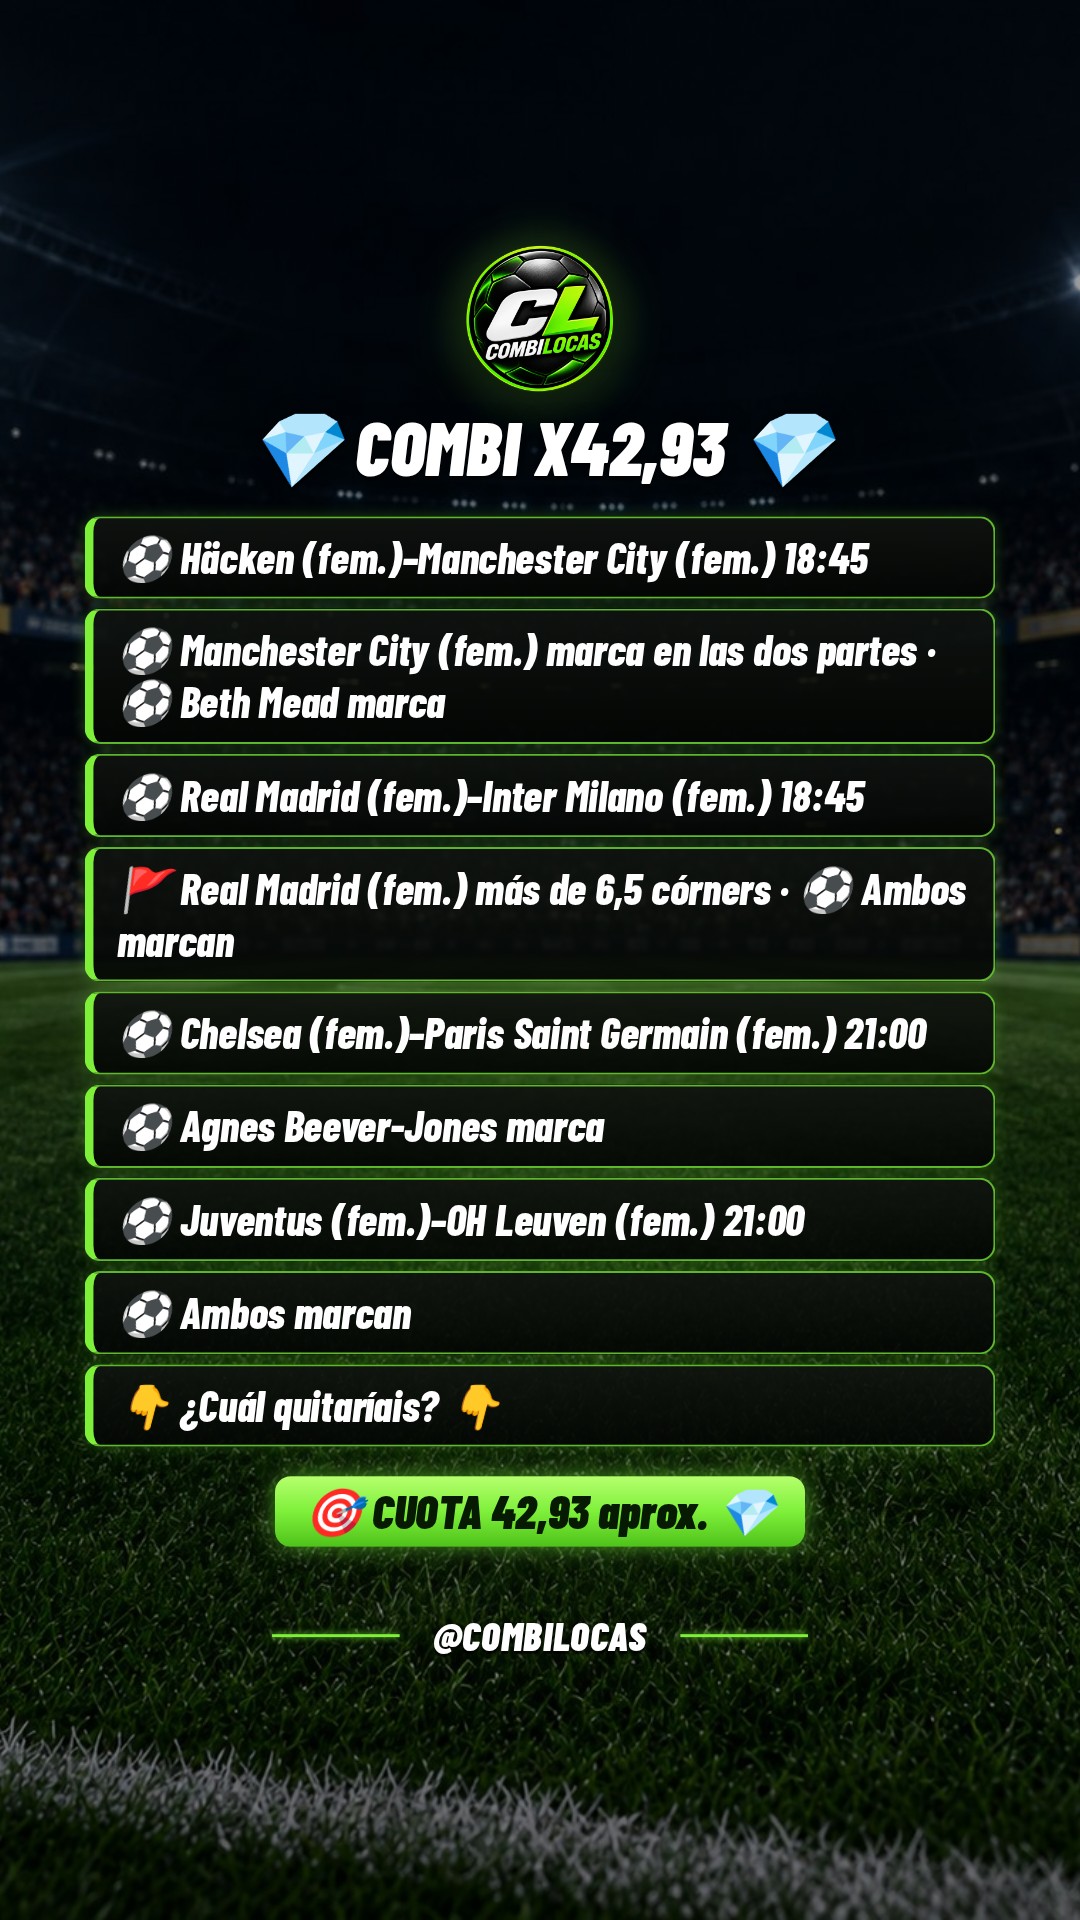 CL
COMBILOCAS
💎 COMBI X42,93 💎
⚽ Häcken (fem.)-Manchester City (fem.) 18:45
⚽ Manchester City (fem.) marca en las dos partes ·
⚽ Beth Mead marca
⚽ Real Madrid (fem.)-Inter Milano (fem.) 18:45
🚩 Real Madrid (fem.) más de 6,5 córners · ⚽ Ambos
marcan
⚽ Chelsea (fem.)-Paris Saint Germain (fem.) 21:00
⚽ Agnes Beever-Jones marca
⚽ Juventus (fem.)-OH Leuven (fem.) 21:00
⚽ Ambos marcan
👇 ¿Cuál quitaríais? 👇
🎯 CUOTA 42,93 aprox. 💎
@COMBILOCAS